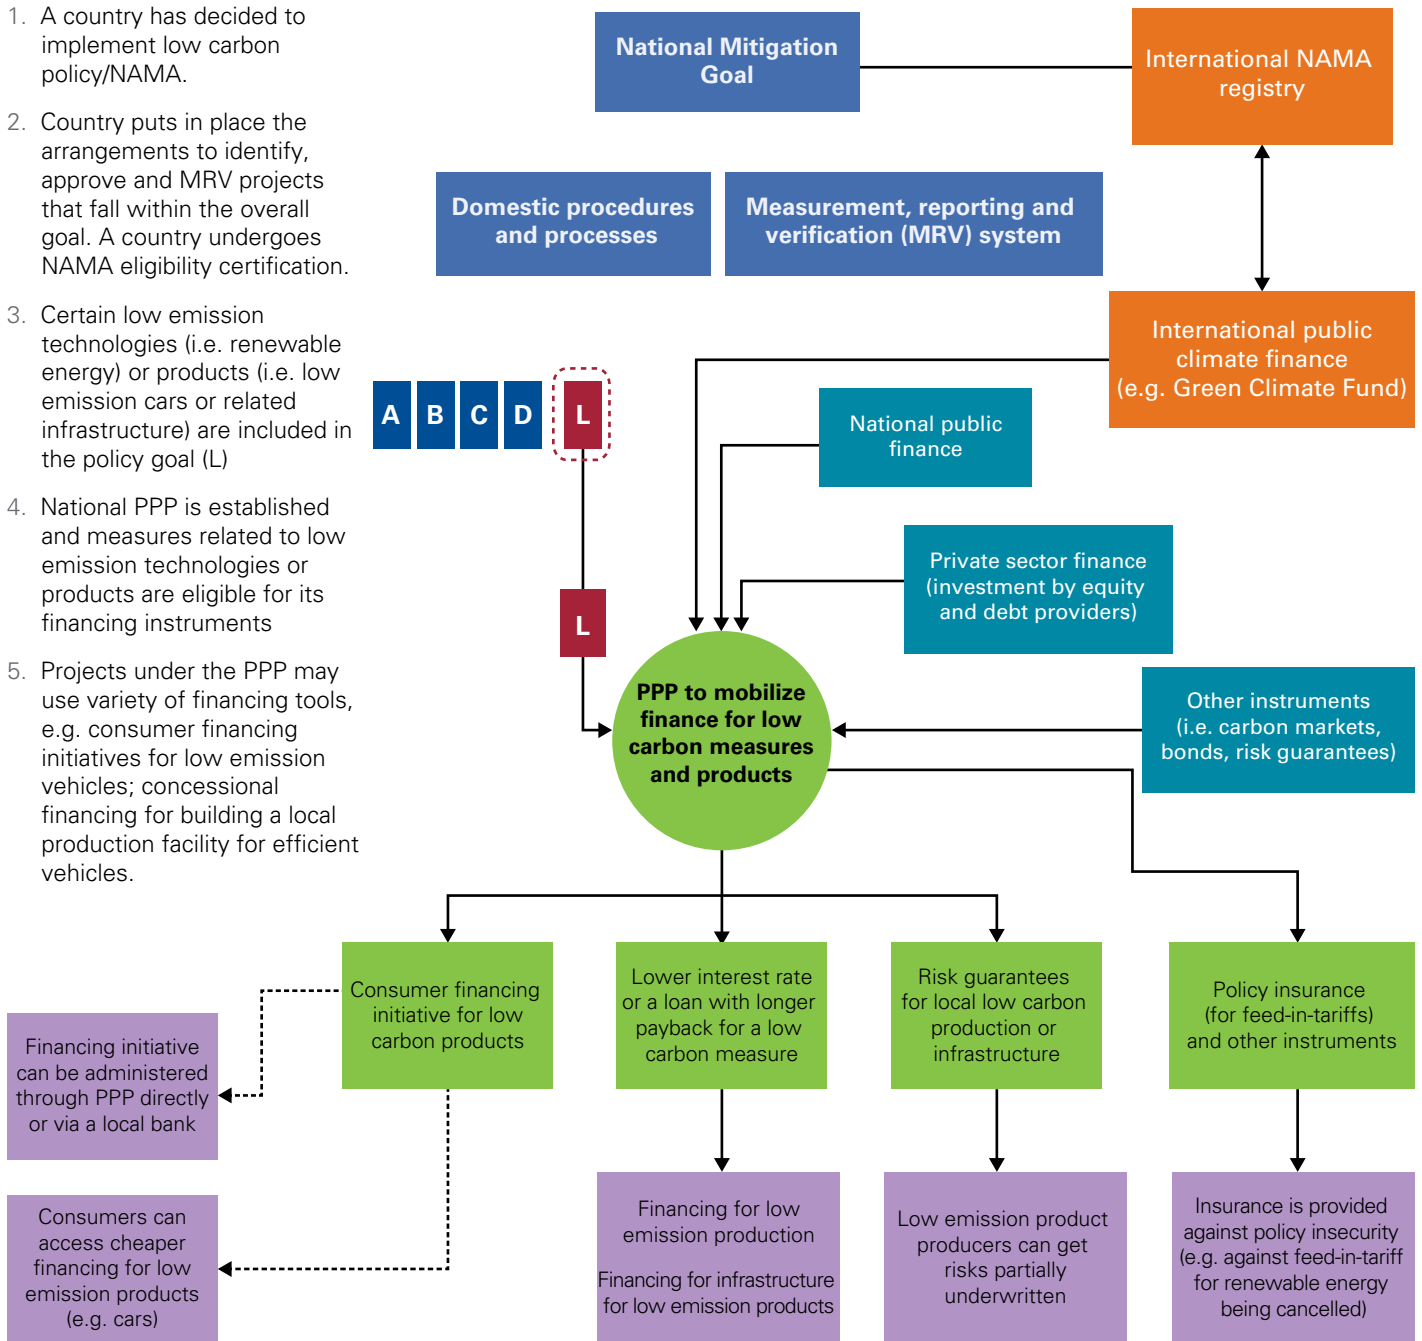 1. A country has decided to
implement low carbon
policy/NAMA.
2. Country puts in place the
arrangements to identify,
approve and MRV projects
that fall within the overall
goal. A country undergoes
NAMA eligibility certification.
3. Certain low emission
technologies (i.e. renewable
energy) or products (i.e. low
emission cars or related
infrastructure) are included in
the policy goal (L)
4. National PPP is established
and measures related to low
emission technologies or
products are eligible for its
financing instruments
5. Projects under the PPP may
use variety of financing tools,
e.g. consumer financing
initiatives for low emission
vehicles; concessional
financing for building a local
production facility for efficient
vehicles.
National Mitigation
Goal
International NAMA
registry
Domestic procedures
and processes
Measurement, reporting and
verification (MRV) system
International public
climate finance
(e.g. Green Climate Fund)
A B C D L
National public
finance
Private sector finance
(investment by equity
and debt providers)
L
PPP to mobilize
finance for low
carbon measures
and products
Other instruments
(i.e. carbon markets,
bonds, risk guarantees)
Consumer financing
initiative for low
carbon products
Lower interest rate
or a loan with longer
payback for a low
carbon measure
Risk guarantees
for local low carbon
production or
infrastructure
Policy insurance
(for feed-in-tariffs)
and other instruments
Financing initiative
can be administered
through PPP directly
or via a local bank
Consumers can
access cheaper
financing for low
emission products
(e.g. cars)
Financing for low
emission production
Financing for infrastructure
for low emission products
Low emission product
producers can get
risks partially
underwritten
Insurance is provided
against policy insecurity
(e.g. against feed-in-tariff
for renewable energy
being cancelled)